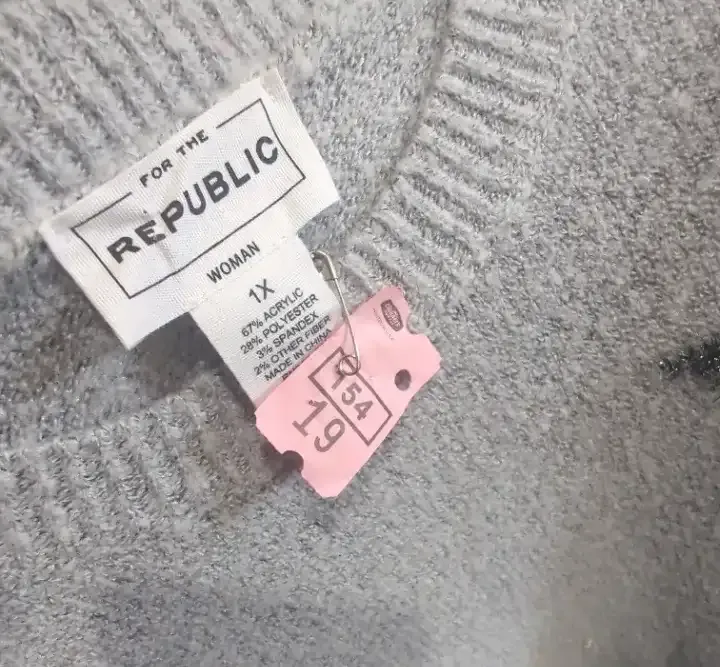 FOR THE
REPUBLIC
WOMAN
1X
67% ACRYLIC
28% POLYESTER
3% SPANDEX
2% OTHER FIBER
MADE IN CHINA
154
19